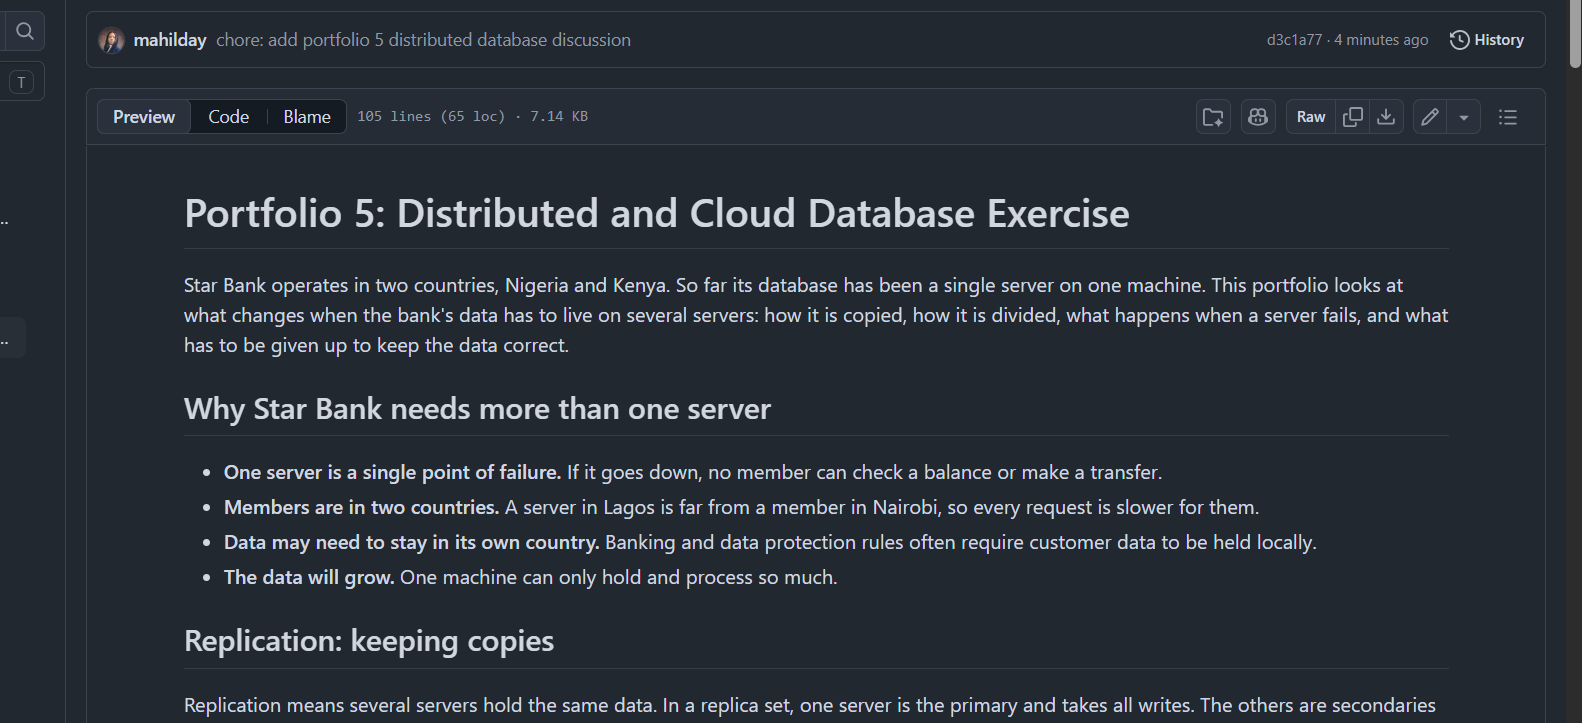 mahilday chore: add portfolio 5 distributed database discussion
d3c1a77 · 4 minutes ago
History
T
Preview
Code
Blame
105 lines (65 loc) · 7.14 KB
Raw
..
..
Portfolio 5: Distributed and Cloud Database Exercise
Star Bank operates in two countries, Nigeria and Kenya. So far its database has been a single server on one machine. This portfolio looks at
what changes when the bank's data has to live on several servers: how it is copied, how it is divided, what happens when a server fails, and what
has to be given up to keep the data correct.
Why Star Bank needs more than one server
• One server is a single point of failure. If it goes down, no member can check a balance or make a transfer.
• Members are in two countries. A server in Lagos is far from a member in Nairobi, so every request is slower for them.
• Data may need to stay in its own country. Banking and data protection rules often require customer data to be held locally.
• The data will grow. One machine can only hold and process so much.
Replication: keeping copies
Replication means several servers hold the same data. In a replica set, one server is the primary and takes all writes. The others are secondaries